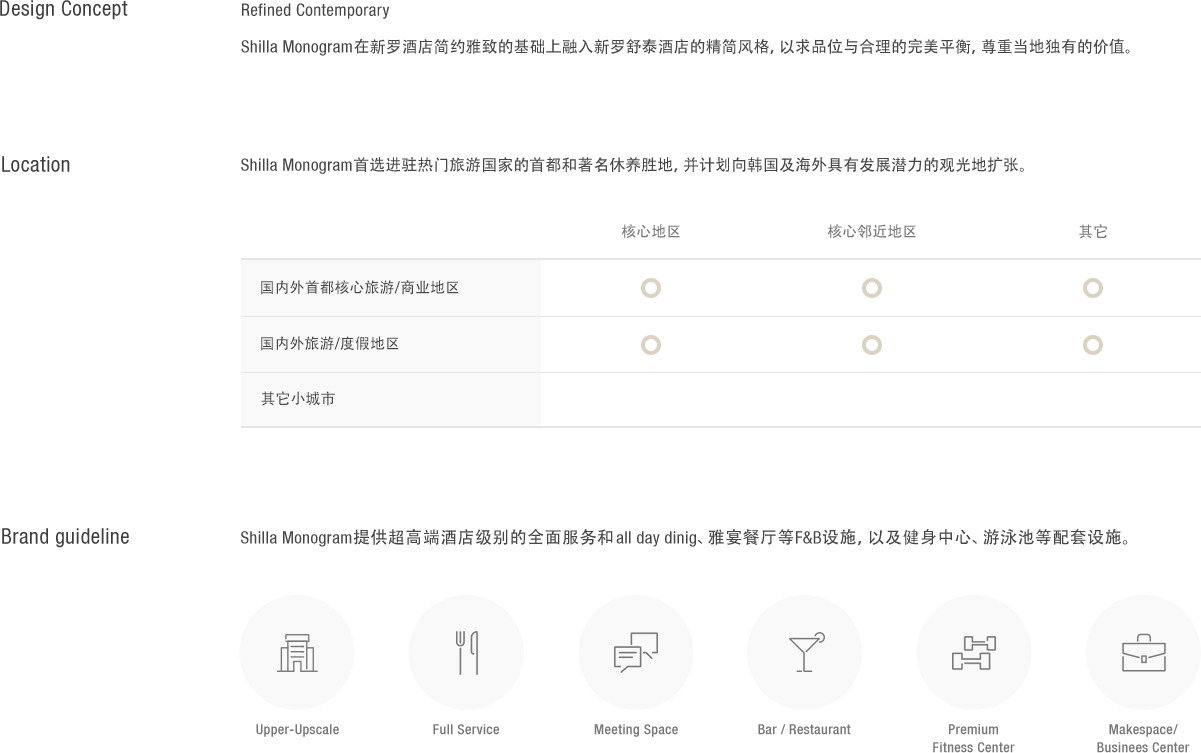 Design Concept
Refined Contemporary
Shilla Monogram在新罗酒店简约雅致的基础上融入新罗舒泰酒店的精简风格, 以求品位与合理的完美平衡, 尊重当地独有的价值。
Location
Shilla Monogram首选进驻热门旅游国家的首都和著名休养胜地, 并计划向韩国及海外具有发展潜力的观光地扩张。
核心地区 核心邻近地区 其它
国内外首都核心旅游/商业地区
国内外旅游/度假地区
其它小城市
Brand guideline
Shilla Monogram提供超高端酒店级别的全面服务和all day dinig、雅宴餐厅等F&B设施, 以及健身中心、游泳池等配套设施。
Upper-Upscale
Full Service
Meeting Space
Bar / Restaurant
Premium
Fitness Center
Makespace/
Businees Center